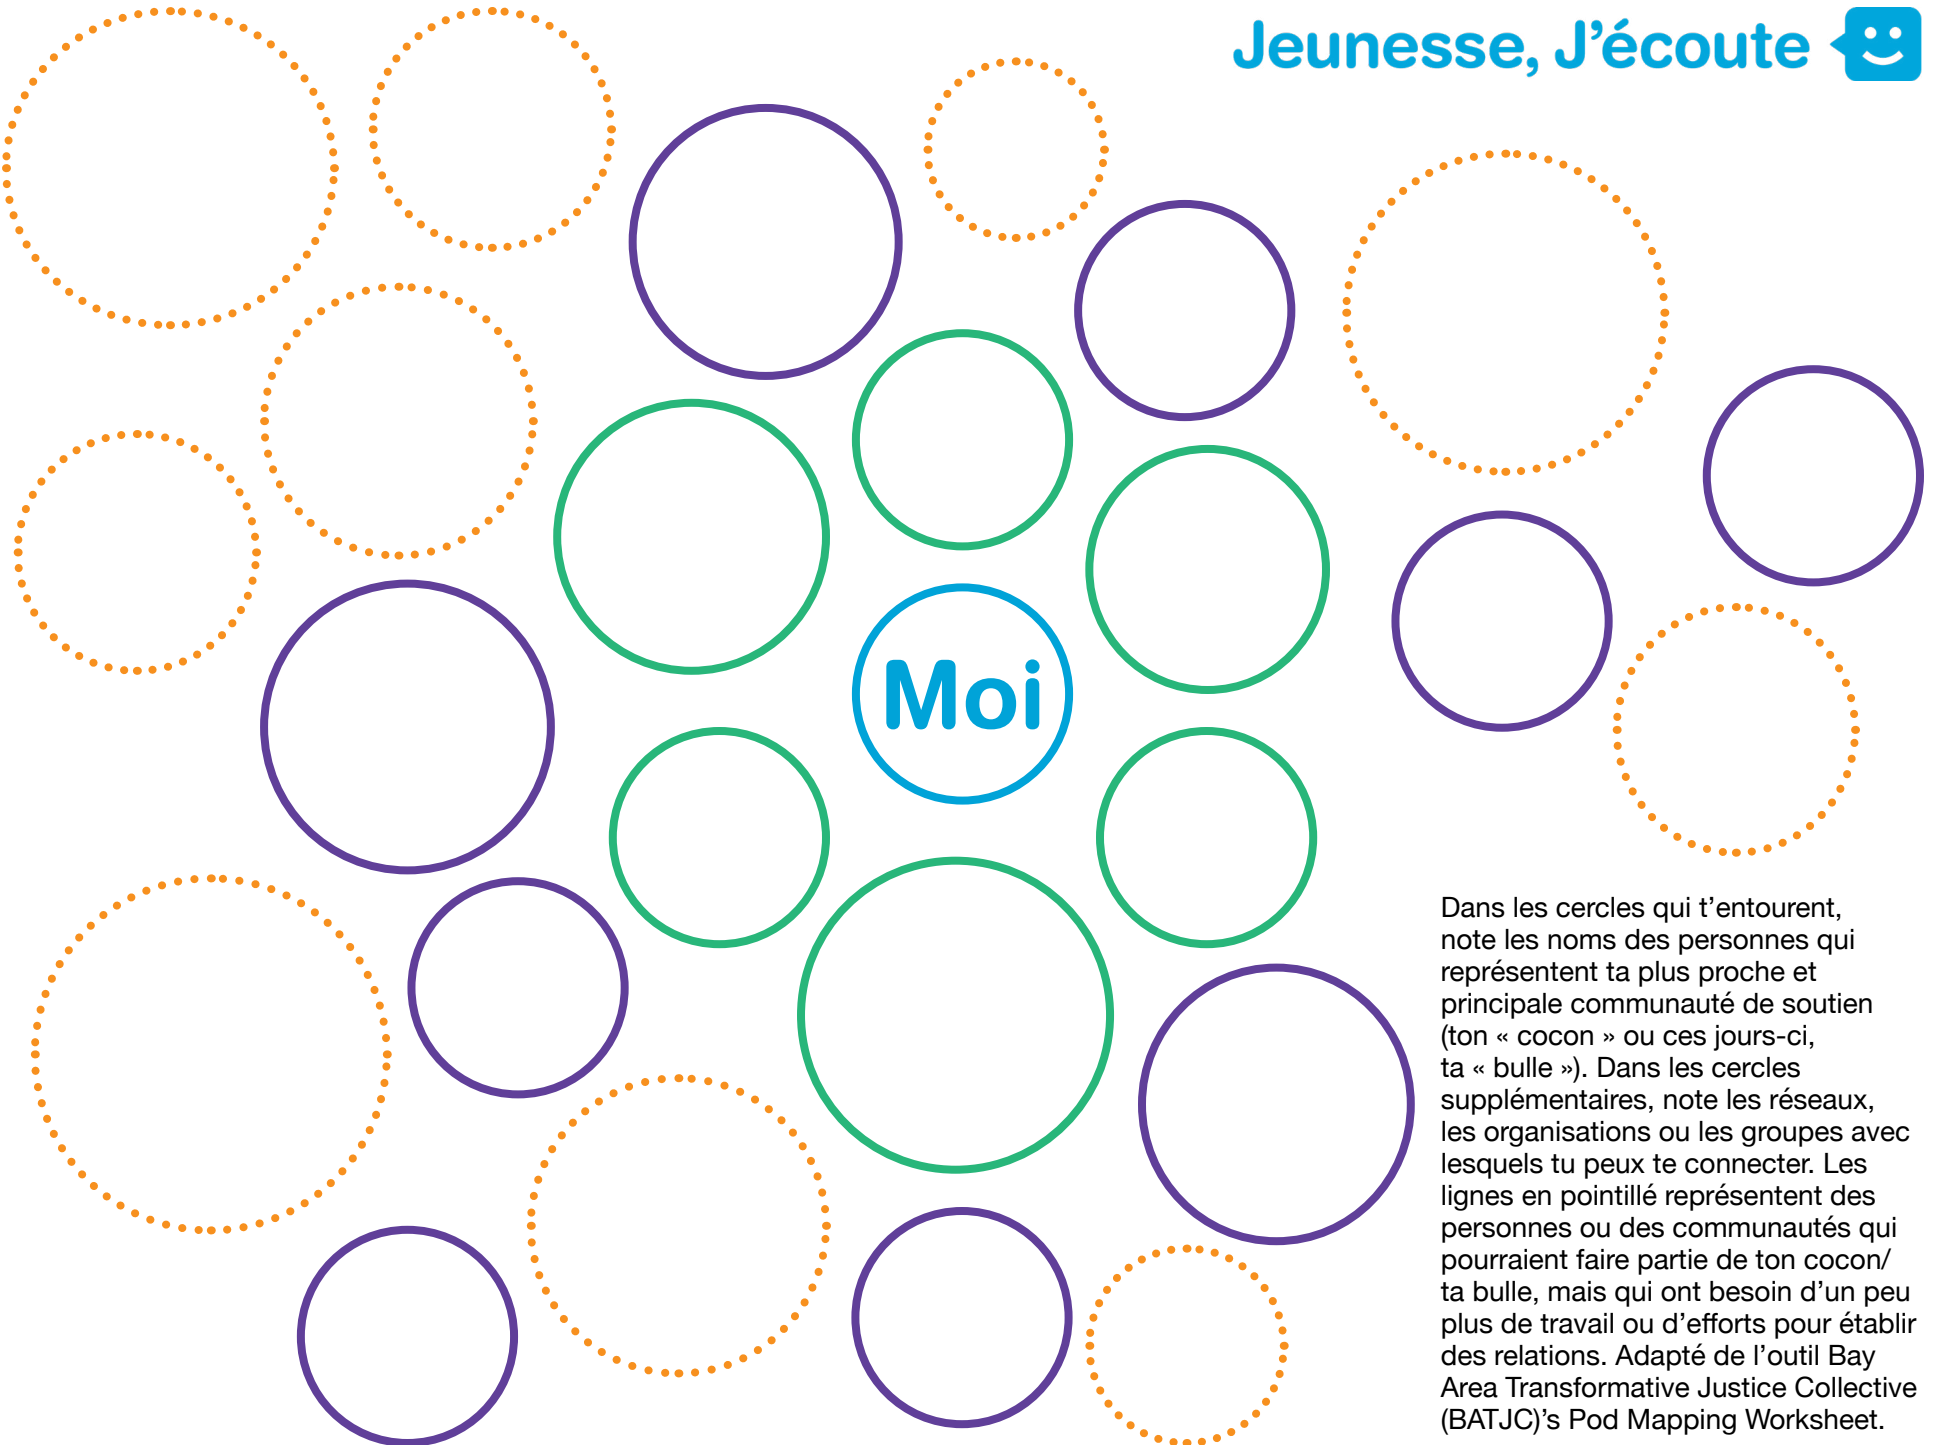 Jeunesse, J’écoute
Moi
Dans les cercles qui t’entourent,
note les noms des personnes qui
représentent ta plus proche et
principale communauté de soutien
(ton « cocon » ou ces jours-ci,
ta « bulle »). Dans les cercles
supplémentaires, note les réseaux,
les organisations ou les groupes avec
lesquels tu peux te connecter. Les
lignes en pointillé représentent des
personnes ou des communautés qui
pourraient faire partie de ton cocon/
ta bulle, mais qui ont besoin d’un peu
plus de travail ou d’efforts pour établir
des relations. Adapté de l’outil Bay
Area Transformative Justice Collective
(BATJC)’s Pod Mapping Worksheet.